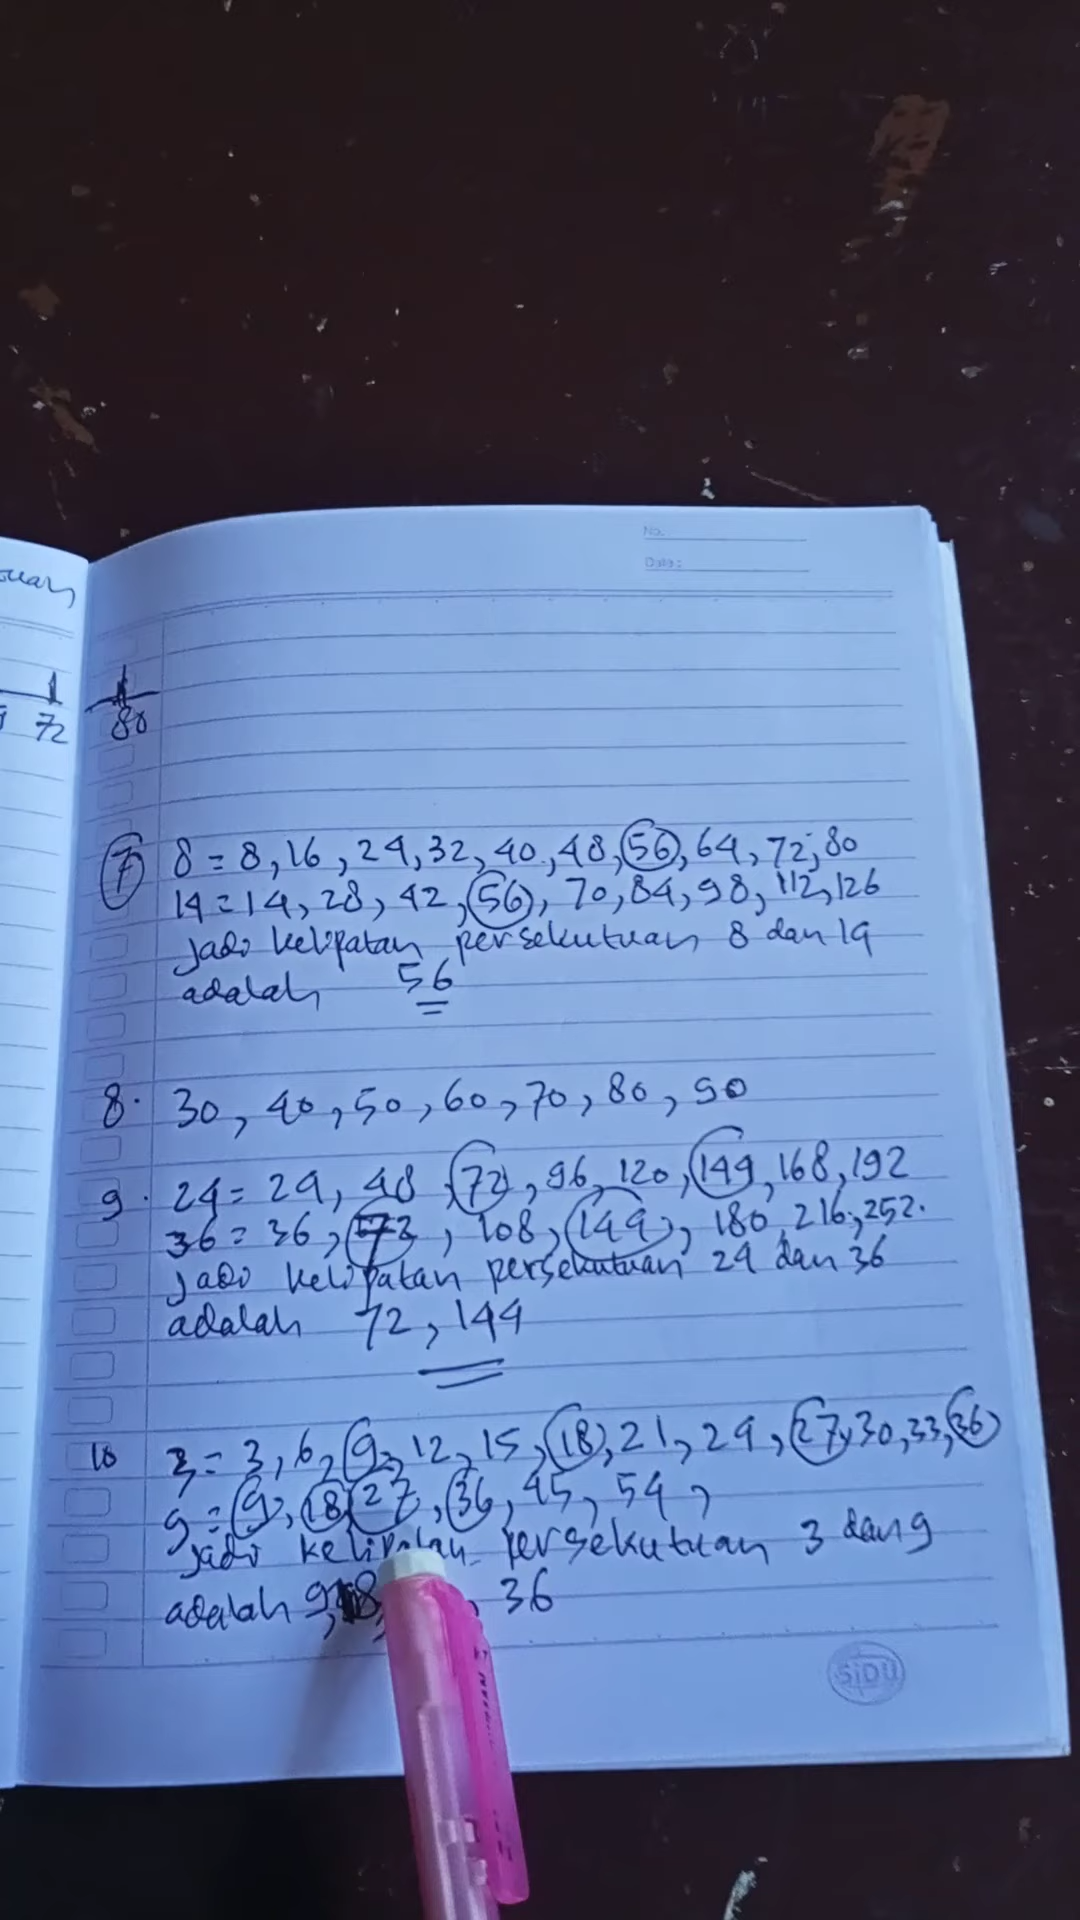 No.
Date:
72
80
7 8 = 8, 16, 24, 32, 40, 48, 56, 64, 72, 80
14 = 14, 28, 42, 56, 70, 84, 98, 112, 126
jadi kelipatan persekutuan 8 dan 14
adalah 56
8. 30, 40, 50, 60, 70, 80, 90
9. 24 = 24, 48, 72, 96, 120, 144, 168, 192
36 = 36, 72, 108, 144, 180, 216, 252.
jadi kelipatan persekutuan 24 dan 36
adalah 72, 144
10 3 = 3, 6, 9, 12, 15, 18, 21, 24, 27, 30, 33, 36
9 = 9, 18, 27, 36, 45, 54,
jadi kelipatan persekutuan 3 dan 9
adalah 9, 18, 36
SiDU